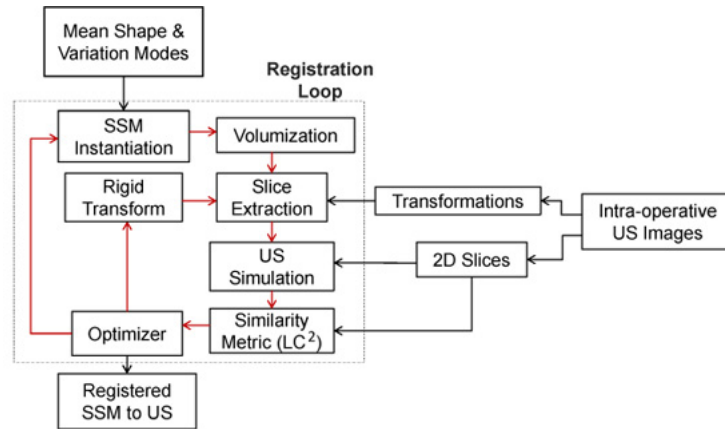 Mean Shape &
Variation Modes
Registration
Loop
SSM
Instantiation
Volumization
Rigid
Transform
Slice
Extraction
Transformations
Intra-operative
US Images
US
Simulation
2D Slices
Optimizer
Similarity
Metric (LC²)
Registered
SSM to US